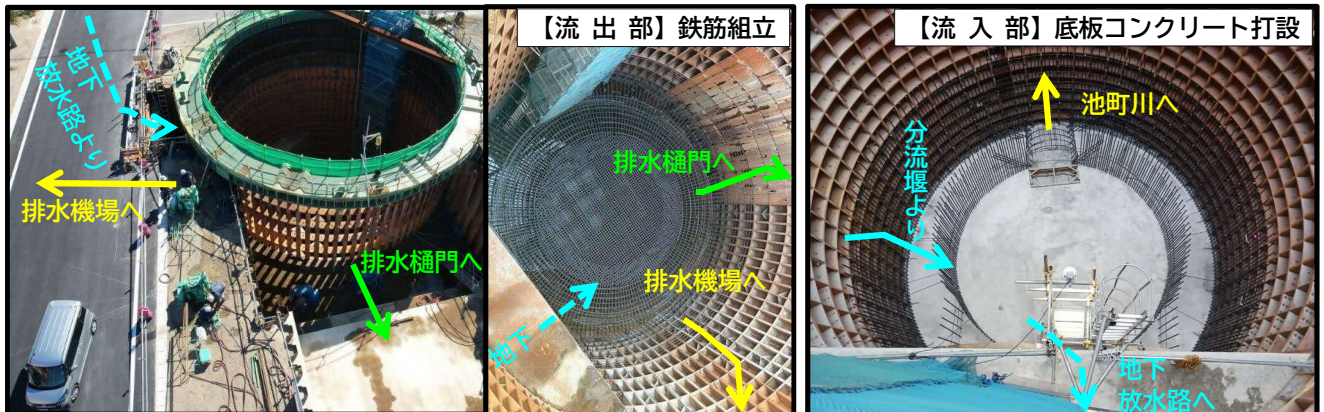 地下
放水路より
排水機場へ
排水樋門へ
【流 出 部】鉄筋組立
排水樋門へ
排水機場へ
地下
【流 入 部】底板コンクリート打設
池町川へ
分流堰より
地下
放水路へ